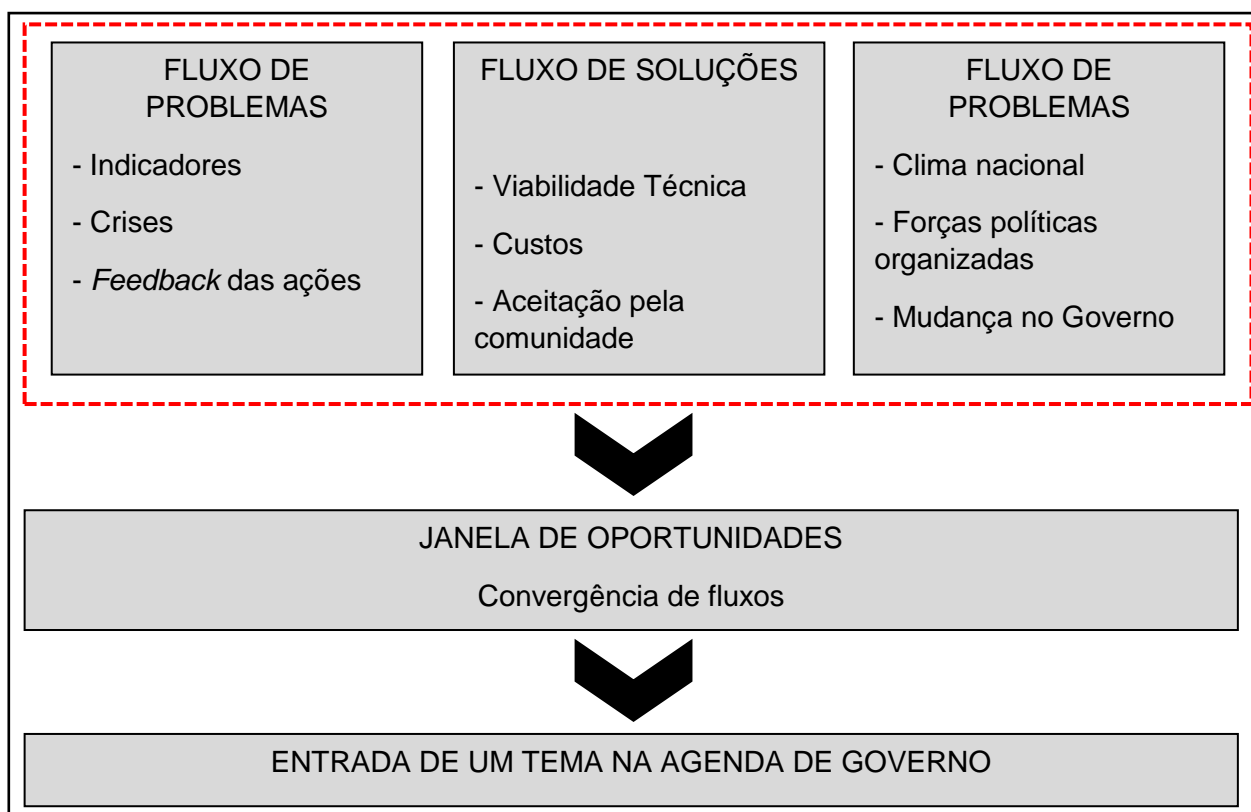 FLUXO DE
PROBLEMAS
- Indicadores
- Crises
- Feedback das ações
FLUXO DE SOLUÇÕES
- Viabilidade Técnica
- Custos
- Aceitação pela
comunidade
FLUXO DE
PROBLEMAS
- Clima nacional
- Forças políticas
organizadas
- Mudança no Governo
JANELA DE OPORTUNIDADES
Convergência de fluxos
ENTRADA DE UM TEMA NA AGENDA DE GOVERNO